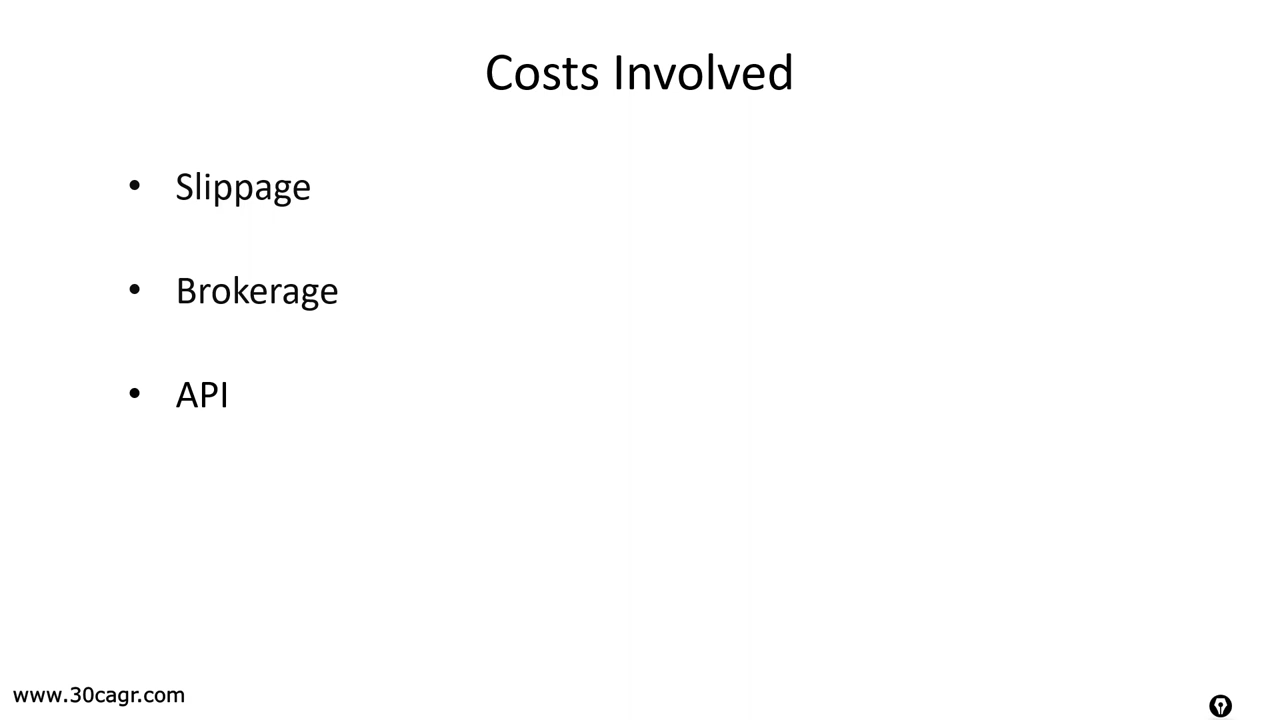 Costs Involved
• Slippage
• Brokerage
• API
www.30cagr.com